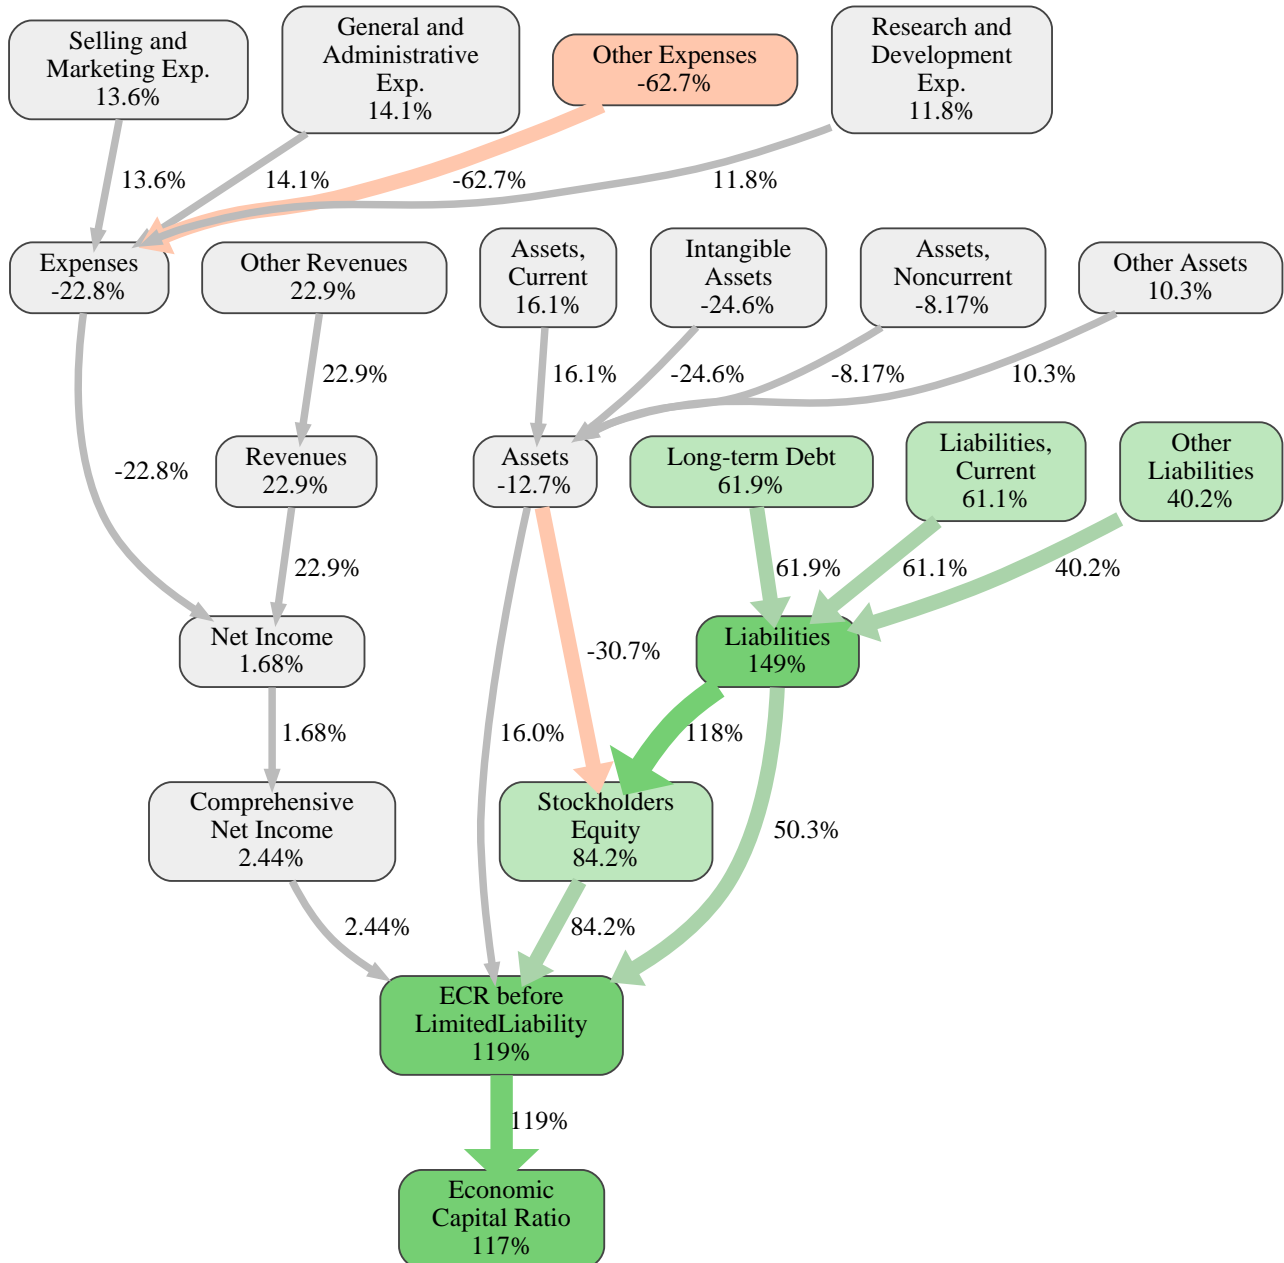 Selling and
Marketing Exp.
13.6%
General and
Administrative
Exp.
14.1%
Other Expenses
-62.7%
Research and
Development
Exp.
11.8%
13.6%
14.1%
-62.7%
11.8%
Expenses
-22.8%
Other Revenues
22.9%
Assets,
Current
16.1%
Intangible
Assets
-24.6%
Assets,
Noncurrent
-8.17%
Other Assets
10.3%
22.9%
16.1%
-24.6%
-8.17%
10.3%
-22.8%
Revenues
22.9%
Assets
-12.7%
Long-term Debt
61.9%
Liabilities,
Current
61.1%
Other
Liabilities
40.2%
22.9%
61.9%
61.1%
40.2%
Net Income
1.68%
-30.7%
Liabilities
149%
1.68%
16.0%
118%
Comprehensive
Net Income
2.44%
Stockholders
Equity
84.2%
50.3%
2.44%
84.2%
ECR before
LimitedLiability
119%
119%
Economic
Capital Ratio
117%